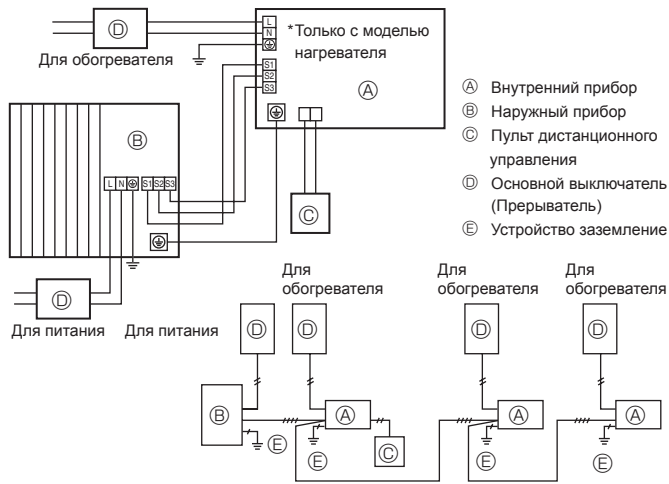 Ⓓ
Для обогревателя
L
N
*Только с моделью
нагревателя
S1
S2
S3
Ⓐ
Ⓑ
L N S1 S2 S3
Ⓒ
Ⓓ
Для питания
Ⓐ Внутренний прибор
Ⓑ Наружный прибор
Ⓒ Пульт дистанционного
управления
Ⓓ Основной выключатель
(Прерыватель)
Ⓔ Устройство заземление
Для питания
Для
обогревателя
Для
обогревателя
Для
обогревателя
Ⓓ Ⓓ Ⓓ Ⓓ
Ⓑ Ⓐ Ⓐ Ⓐ
Ⓔ Ⓔ Ⓒ Ⓔ Ⓔ